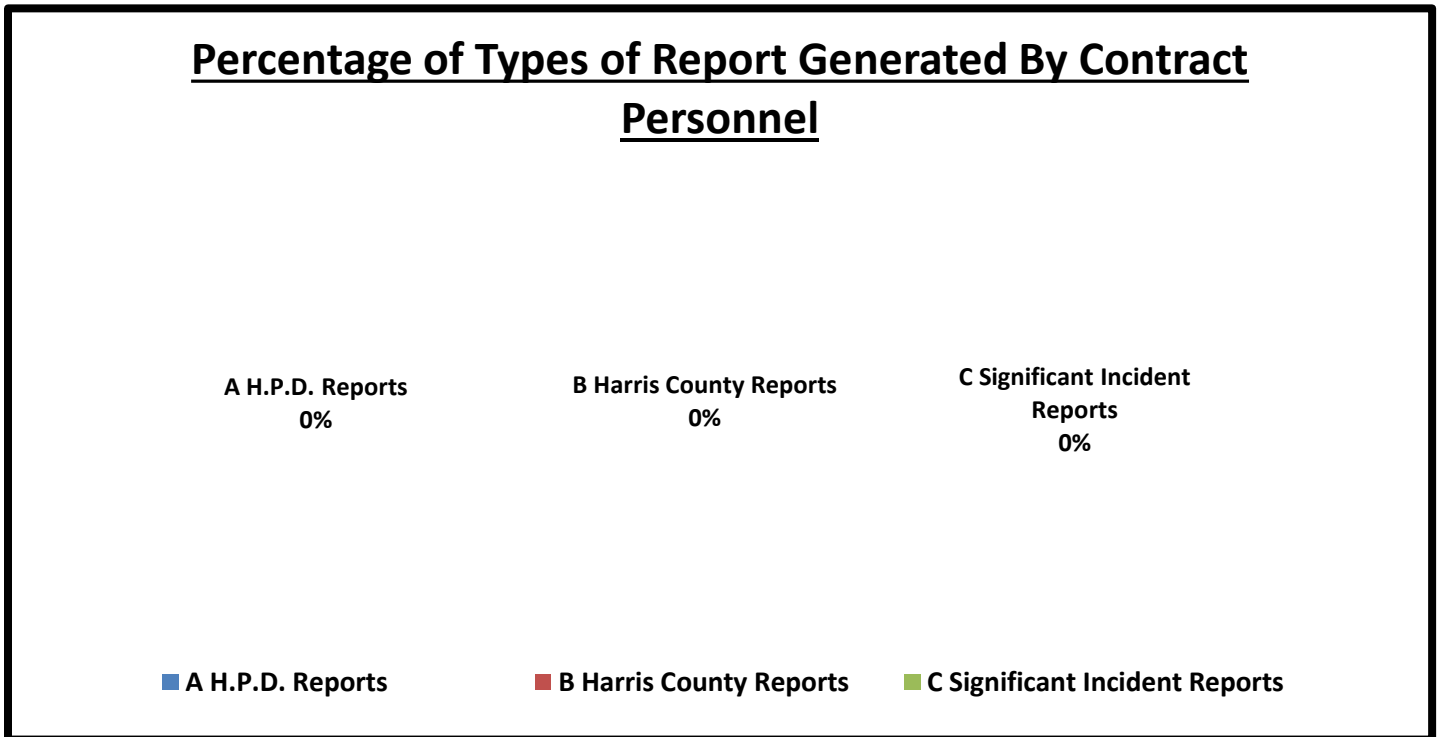 Percentage of Types of Report Generated By Contract
Personnel
A H.P.D. Reports
0%
B Harris County Reports
0%
C Significant Incident
Reports
0%
A H.P.D. Reports
B Harris County Reports
C Significant Incident Reports